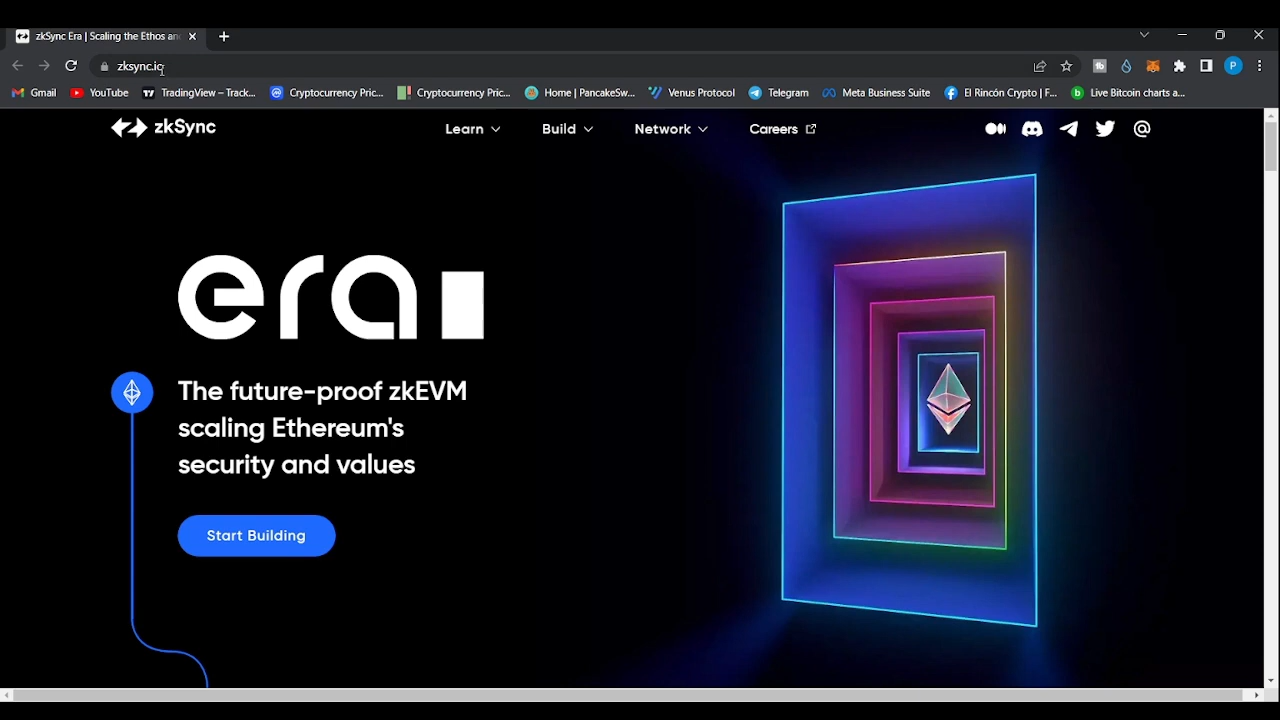 zkSync Era | Scaling the Ethos an
zksync.io
Gmail YouTube TradingView – Track... Cryptocurrency Pric... Cryptocurrency Pric... Home | PancakeSw... Venus Protocol Telegram Meta Business Suite El Rincón Crypto | F... Live Bitcoin charts a...
zkSync Learn Build Network Careers
era
The future-proof zkEVM
scaling Ethereum's
security and values
Start Building